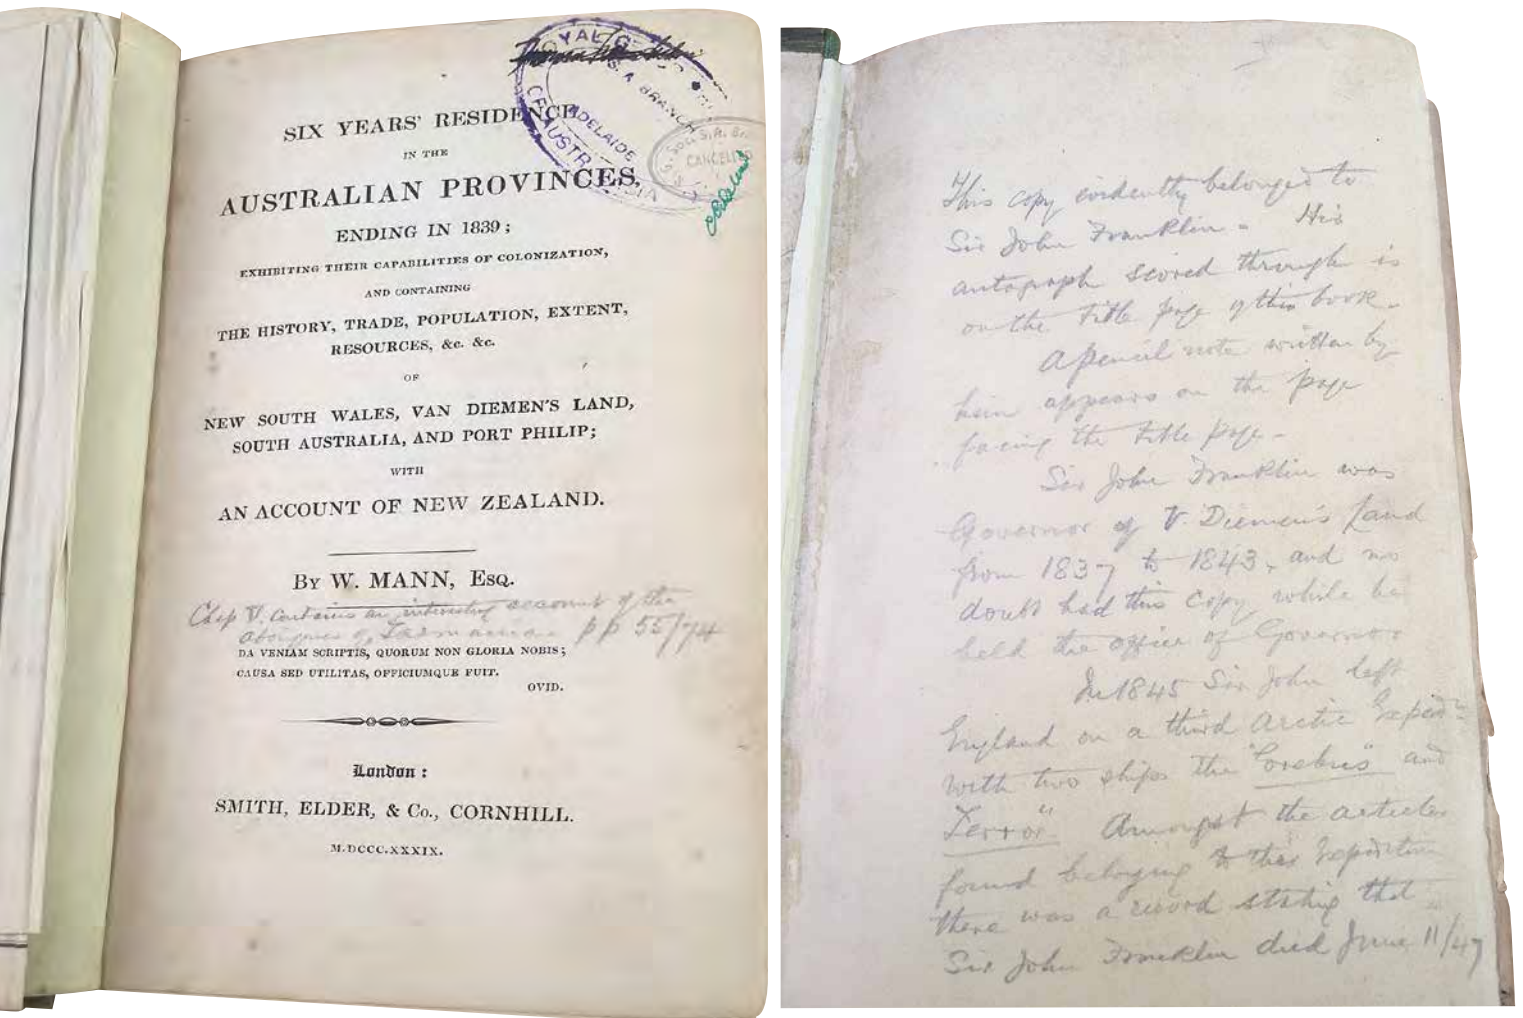 ROYAL G
S. A. BRANCH
ADELAIDE
AUSTRALIA
S. Soc. S.A. Br.
CANCELLED
SIX YEARS' RESIDENCE
IN THE
AUSTRALIAN PROVINCES,
ENDING IN 1839;
EXHIBITING THEIR CAPABILITIES OF COLONIZATION,
AND CONTAINING
THE HISTORY, TRADE, POPULATION, EXTENT,
RESOURCES, &c. &c.
OF
NEW SOUTH WALES, VAN DIEMEN'S LAND,
SOUTH AUSTRALIA, AND PORT PHILIP;
WITH
AN ACCOUNT OF NEW ZEALAND.
BY W. MANN, ESQ.
Chap V. contains an interesting account of the
aborigines of Tasmania pp 55/74
DA VENIAM SCRIPTIS, QUORUM NON GLORIA NOBIS;
CAUSA SED UTILITAS, OFFICIUMQUE FUIT.
OVID.
London:
SMITH, ELDER, & Co., CORNHILL.
M.DCCC.XXXIX.
This copy evidently belonged to
Sir John Franklin - His
autograph scored through is
on the title page of this book.
A pencil note written by
him appears on the page
facing the title page -
Sir John Franklin was
Governor of V. Diemen's Land
from 1837 to 1843, and no
doubt had this copy while he
held the office of Governor
In 1845 Sir John left
England on a third Arctic Expedn
with two ships the "Erebus" and
Terror" Amongst the articles
found belonging to this Expedition
there was a record stating that
Sir John Franklin died June 11/47